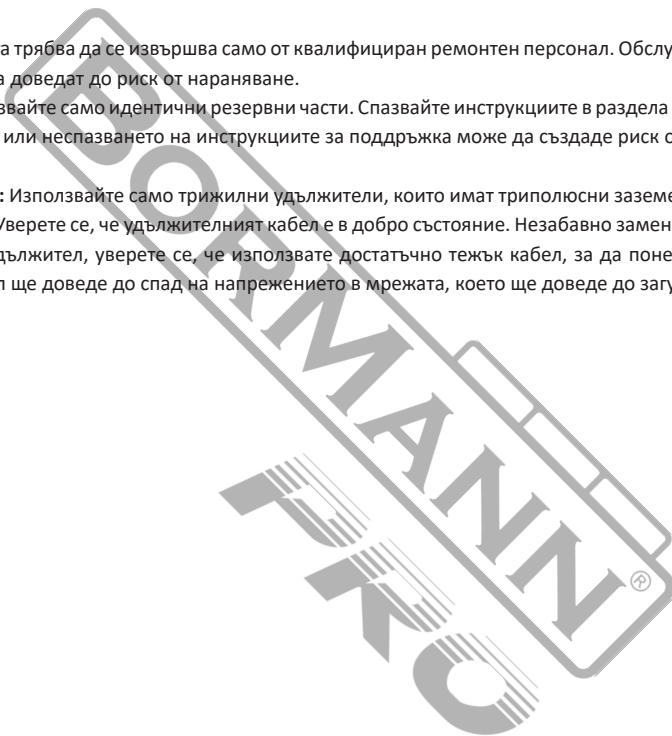 а трябва да се извършва само от квалифициран ремонтен персонал. Обслу
а доведат до риск от нараняване.
звайте само идентични резервни части. Спазвайте инструкциите в раздела
или неспазването на инструкциите за поддръжка може да създаде риск о
: Използвайте само трижилни удължители, които имат триполюсни заземе
Уверете се, че удължителният кабел е в добро състояние. Незабавно замен
дължител, уверете се, че използвате достатъчно тежък кабел, за да поне
л ще доведе до спад на напрежението в мрежата, което ще доведе до загу
BORMANN®
PRO